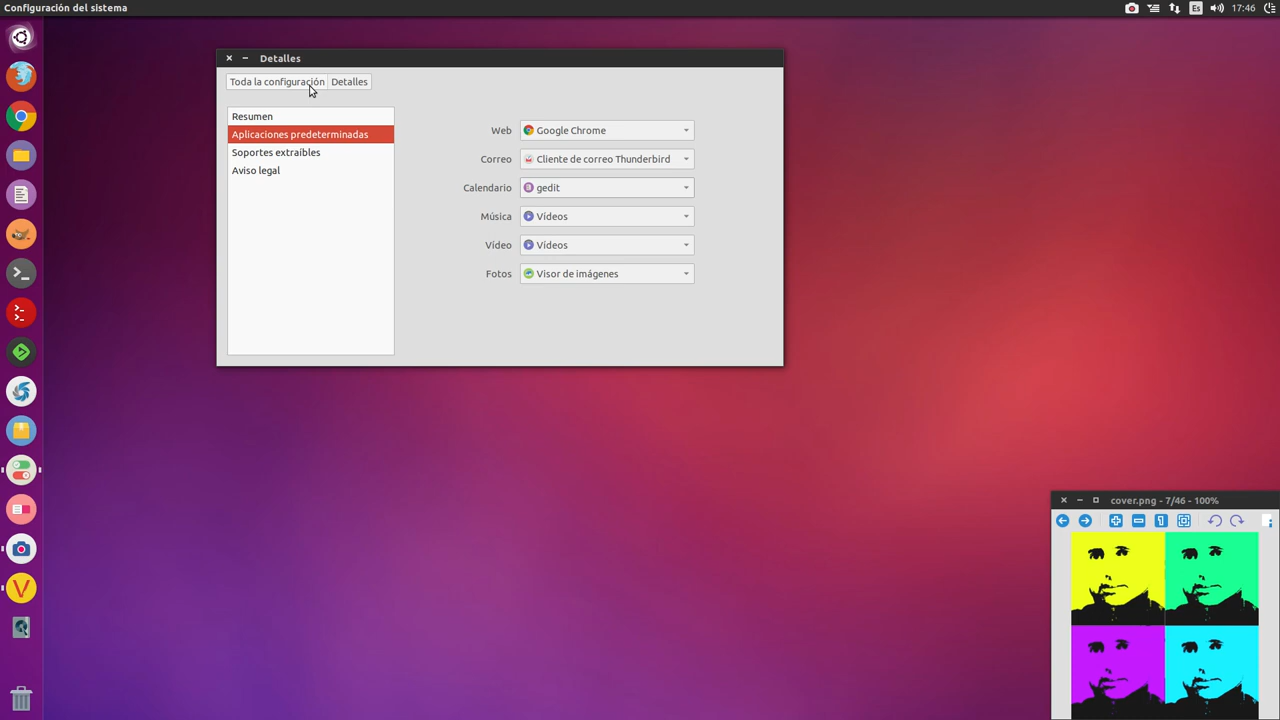 Configuración del sistema
Es
17:46
Detalles
Toda la configuración
Detalles
Resumen
Aplicaciones predeterminadas
Soportes extraíbles
Aviso legal
Web
Google Chrome
Correo
Cliente de correo Thunderbird
Calendario
gedit
Música
Vídeos
Vídeo
Vídeos
Fotos
Visor de imágenes
cover.png - 7/46 - 100%